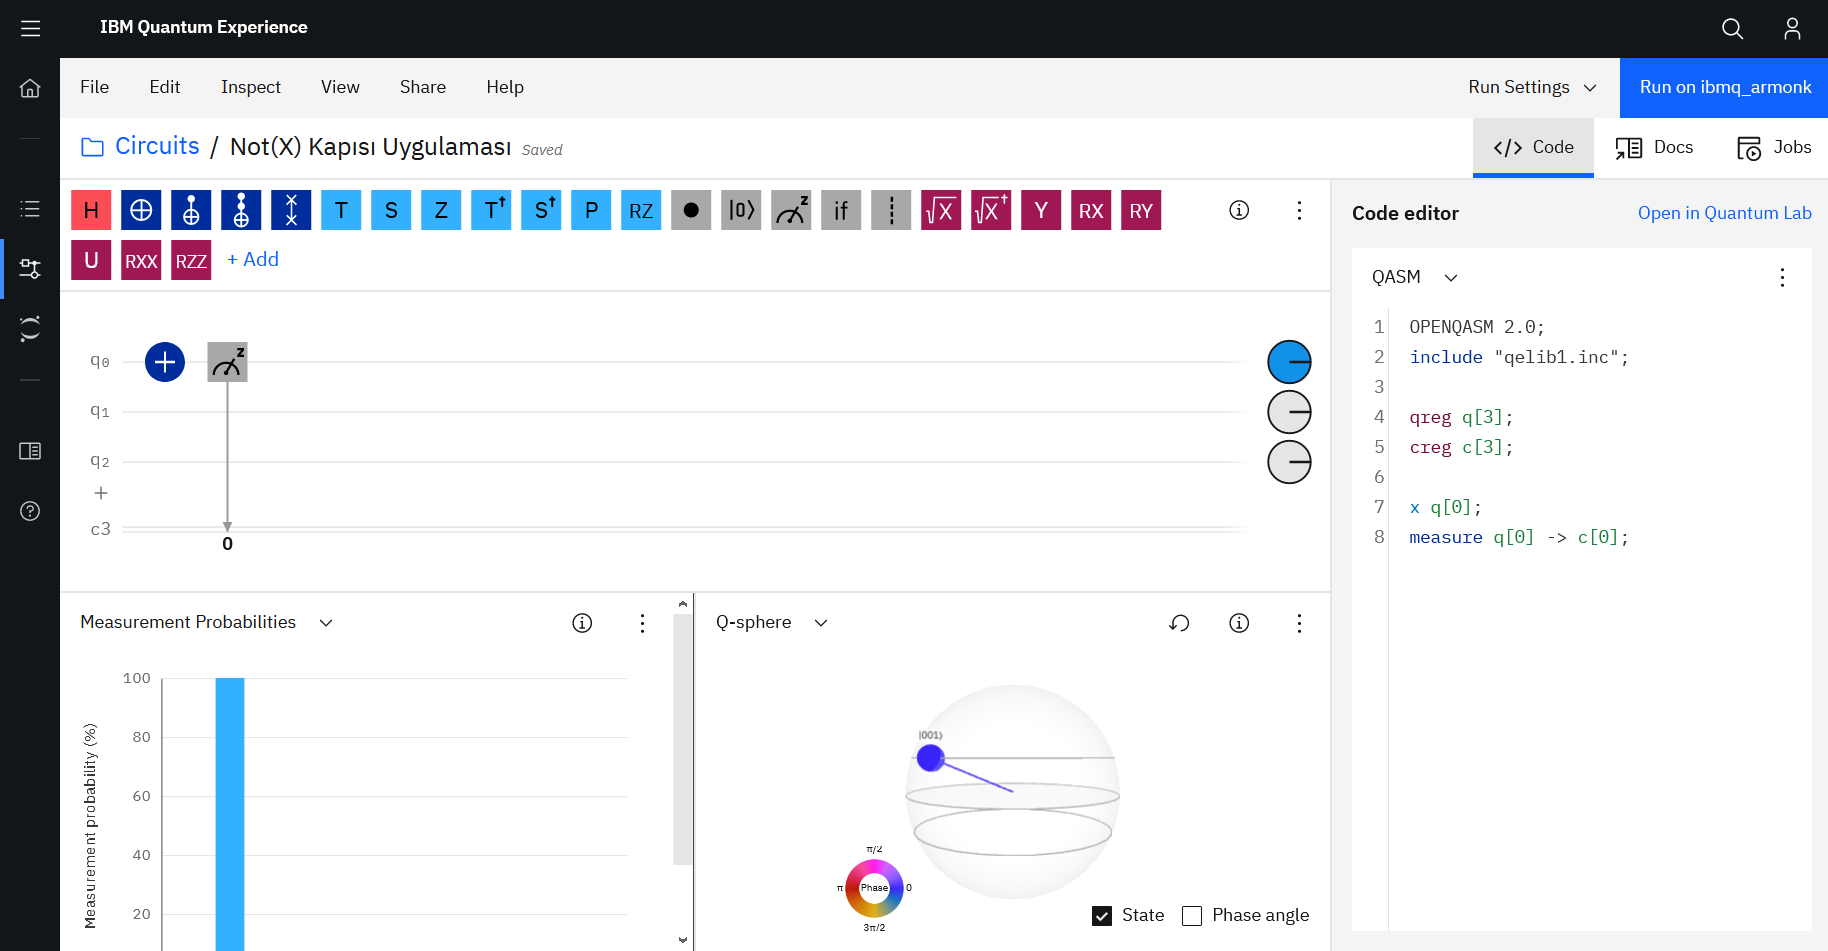 IBM Quantum Experience
File Edit Inspect View Share Help Run Settings Run on ibmq_armonk
Circuits / Not(X) Kapısı Uygulaması Saved
</> Code Docs Jobs
H T S Z T† S† P RZ |0⟩ z if √X √X† Y RX RY
U RXX RZZ + Add
Code editor Open in Quantum Lab
QASM
q0 z
q1
q2
+
c3
0
1 OPENQASM 2.0;
2 include "qelib1.inc";
3
4 qreg q[3];
5 creg c[3];
6
7 x q[0];
8 measure q[0] -> c[0];
Measurement Probabilities
Measurement probability (%)
100
80
60
40
20
Q-sphere
|001⟩
π/2
π Phase 0
3π/2
State Phase angle